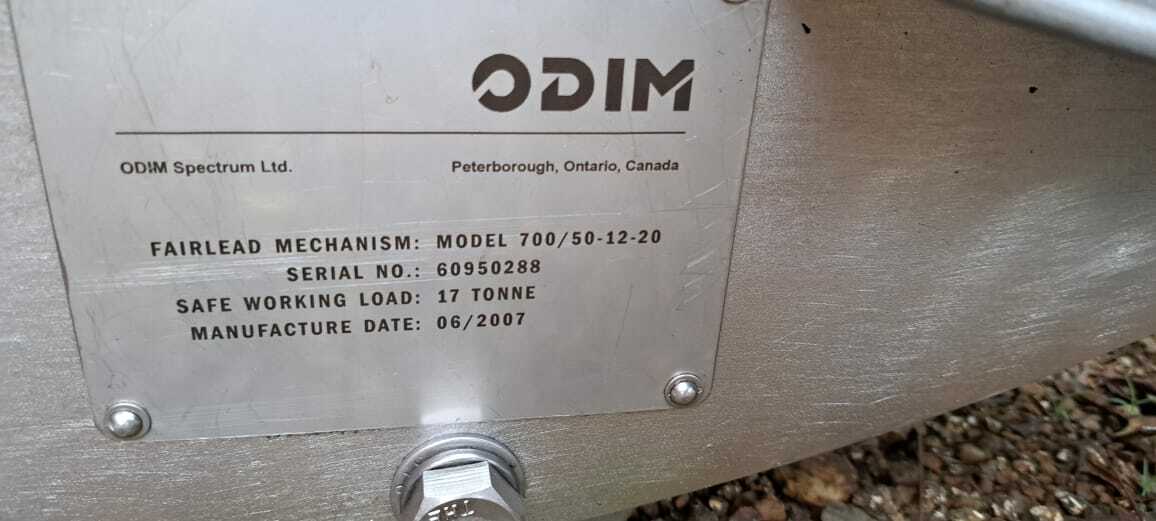 ODIM
ODIM Spectrum Ltd. Peterborough, Ontario, Canada
FAIRLEAD MECHANISM: MODEL 700/50-12-20
SERIAL NO.: 60950288
SAFE WORKING LOAD: 17 TONNE
MANUFACTURE DATE: 06/2007
THE